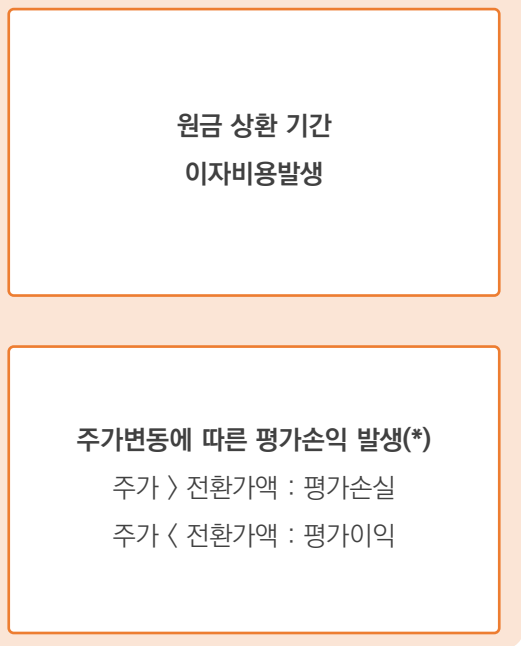 원금 상환 기간
이자비용발생
주가변동에 따른 평가손익 발생(*)
주가 > 전환가액 : 평가손실
주가 < 전환가액 : 평가이익